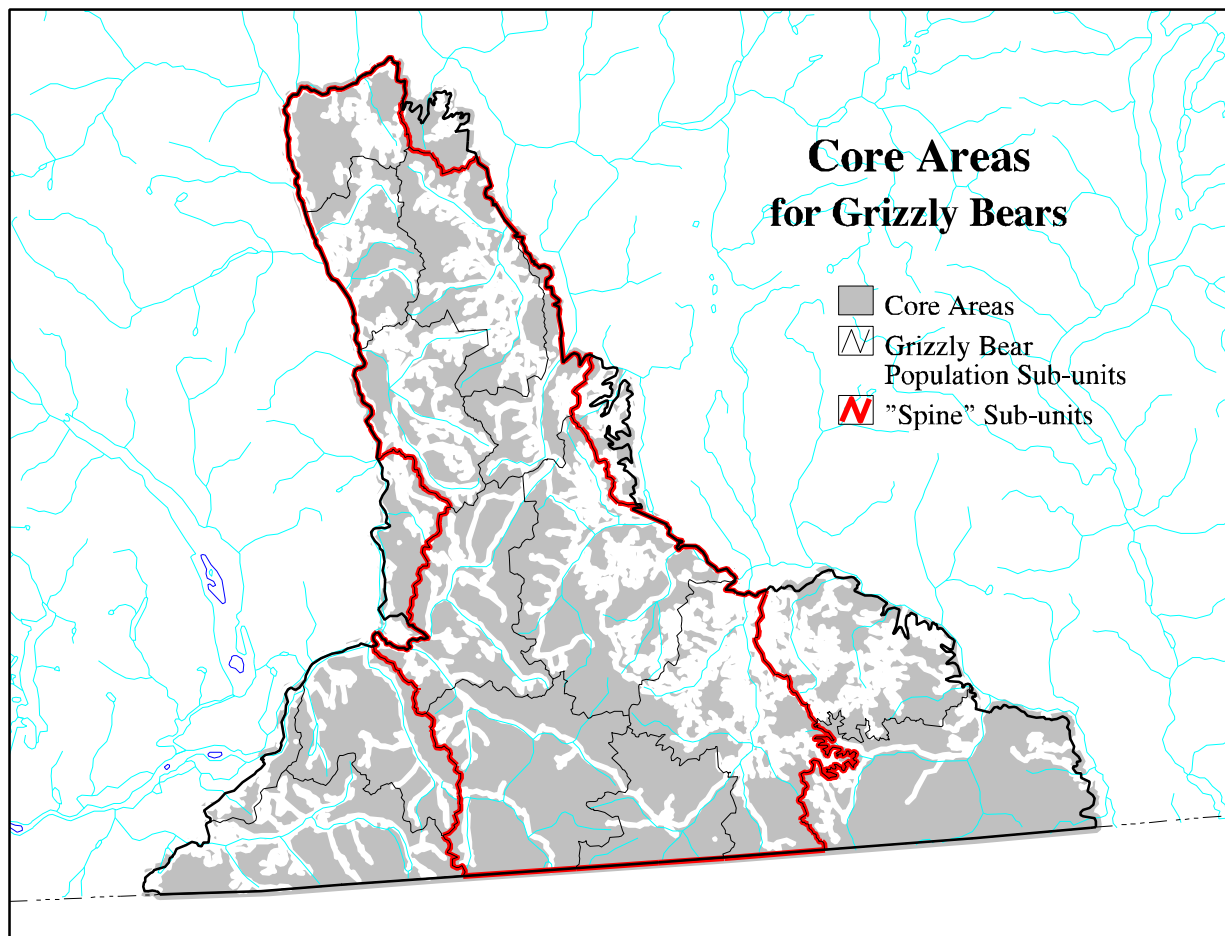 Core Areas
for Grizzly Bears
Core Areas
Grizzly Bear
Population Sub-units
”Spine” Sub-units